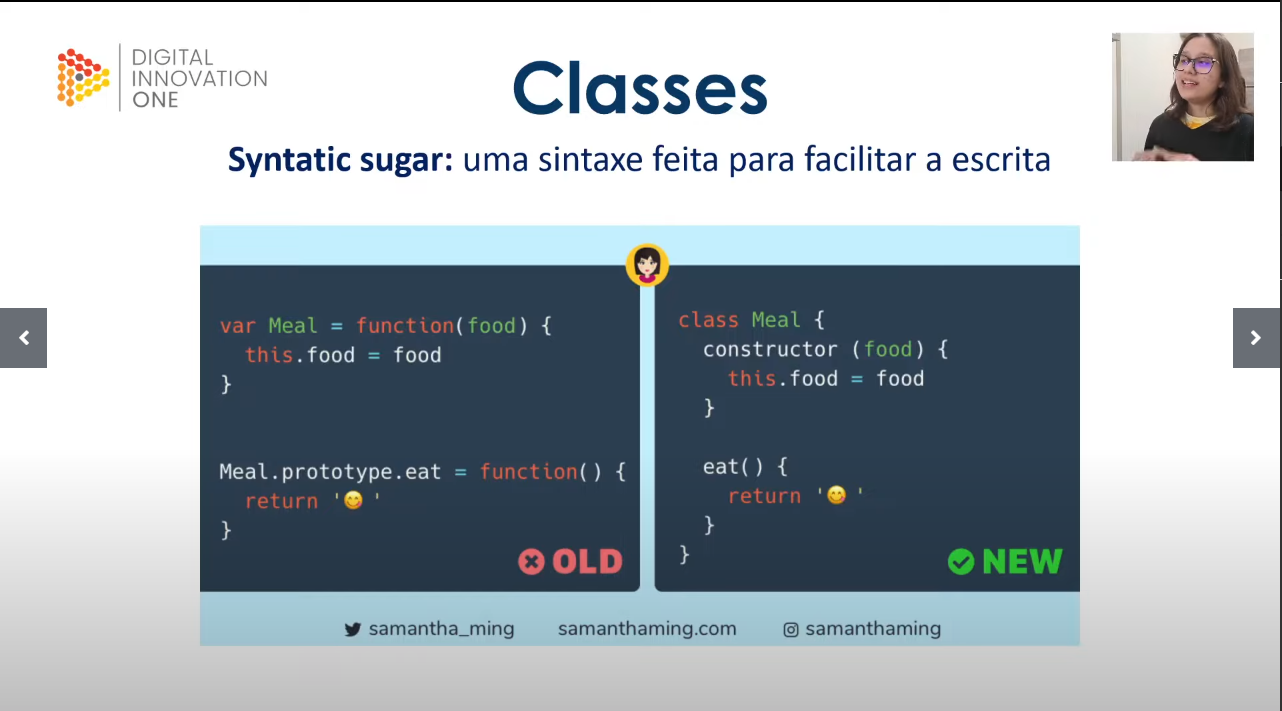 DIGITAL
INNOVATION
ONE
Classes
Syntatic sugar: uma sintaxe feita para facilitar a escrita
var Meal = function(food) {
this.food = food
}
Meal.prototype.eat = function() {
return '😋 '
}
OLD
class Meal {
constructor (food) {
this.food = food
}
eat() {
return '😋 '
}
}
NEW
samantha_ming
samanthaming.com
samanthaming